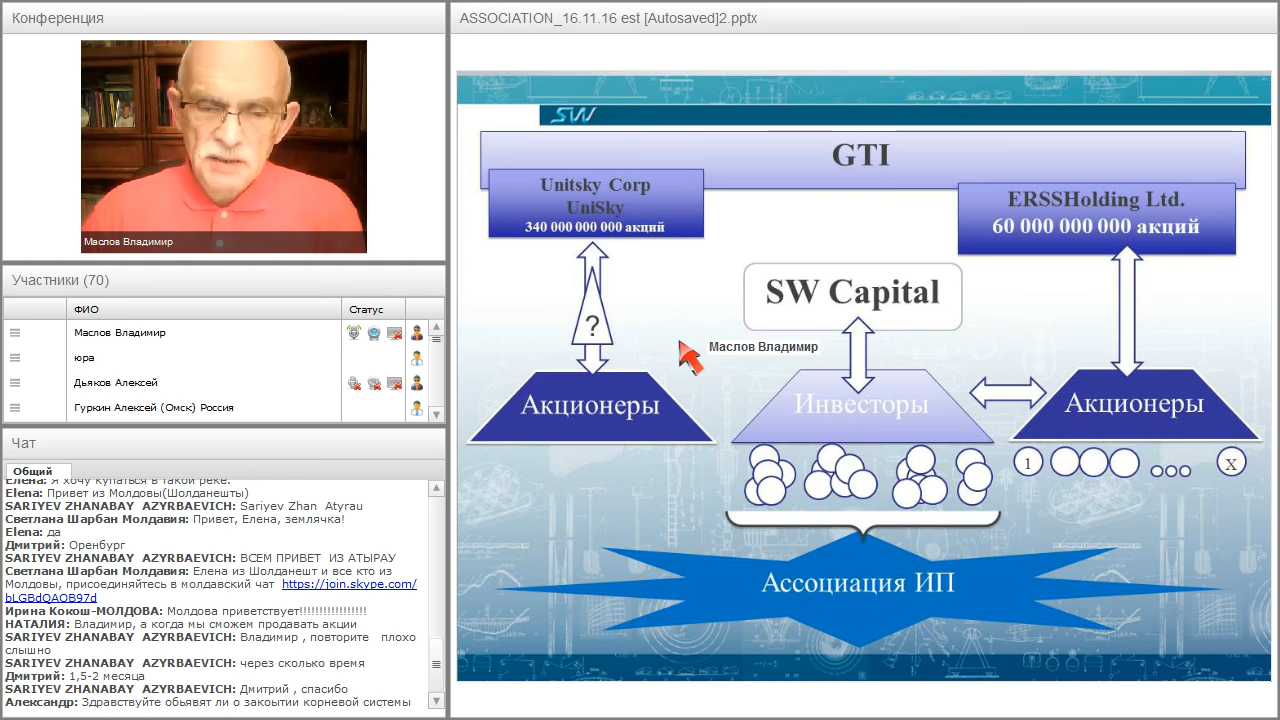 Конференция
Маслов Владимир
Участники (70)
ФИО
Статус
Маслов Владимир
юра
Дьяков Алексей
Гуркин Алексей (Омск) Россия
Чат
Общий
Elena: Я хочу купаться в такой реке.
Elena: Привет из Молдовы(Шолданешты)
SARIYEV ZHANABAY AZYRBAEVICH: Sariyev Zhan Atyrau
Светлана Шарбан Молдавия: Привет, Елена, землячка!
Elena: да
Дмитрий: Оренбург
SARIYEV ZHANABAY AZYRBAEVICH: ВСЕМ ПРИВЕТ ИЗ АТЫРАУ
Светлана Шарбан Молдавия: Елена из Шолданешт и все кто из
Молдовы, присоединяйтесь в молдавский чат https://join.skype.com/
bLGBdQAOB97d
Ирина Кокош-МОЛДОВА: Молдова приветствует!!!!!!!!!!!!!!!!!
НАТАЛИЯ: Владимир, а когда мы сможем продавать акции
SARIYEV ZHANABAY AZYRBAEVICH: Владимир , повторите плохо
слышно
SARIYEV ZHANABAY AZYRBAEVICH: через сколько время
Дмитрий: 1,5-2 месяца
SARIYEV ZHANABAY AZYRBAEVICH: Дмитрий , спасибо
Александр: Здравствуйте обьявят ли о закоытии корневой системы
ASSOCIATION_16.11.16 est [Autosaved]2.pptx
SW
GTI
Unitsky Corp
UniSky
340 000 000 000 акций
ERSSHolding Ltd.
60 000 000 000 акций
SW Capital
?
Маслов Владимир
Акционеры
Инвесторы
Акционеры
1
X
Ассоциация ИП